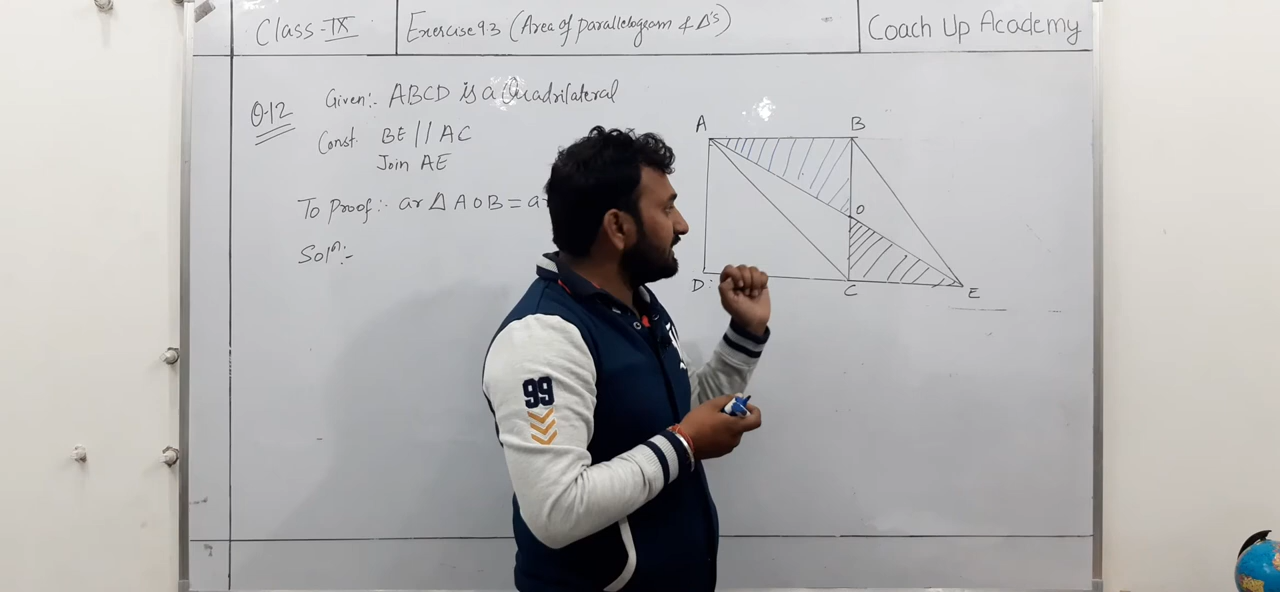 Class-IX
Exercise 9.3 (Area of parallelogram & Δ's)
Coach Up Academy
Q.12
Given:- ABCD is a Quadrilateral
Const. BE // AC
Join AE
To Proof:- ar Δ AOB =
Solⁿ:-
A
B
O
D
C
E
99